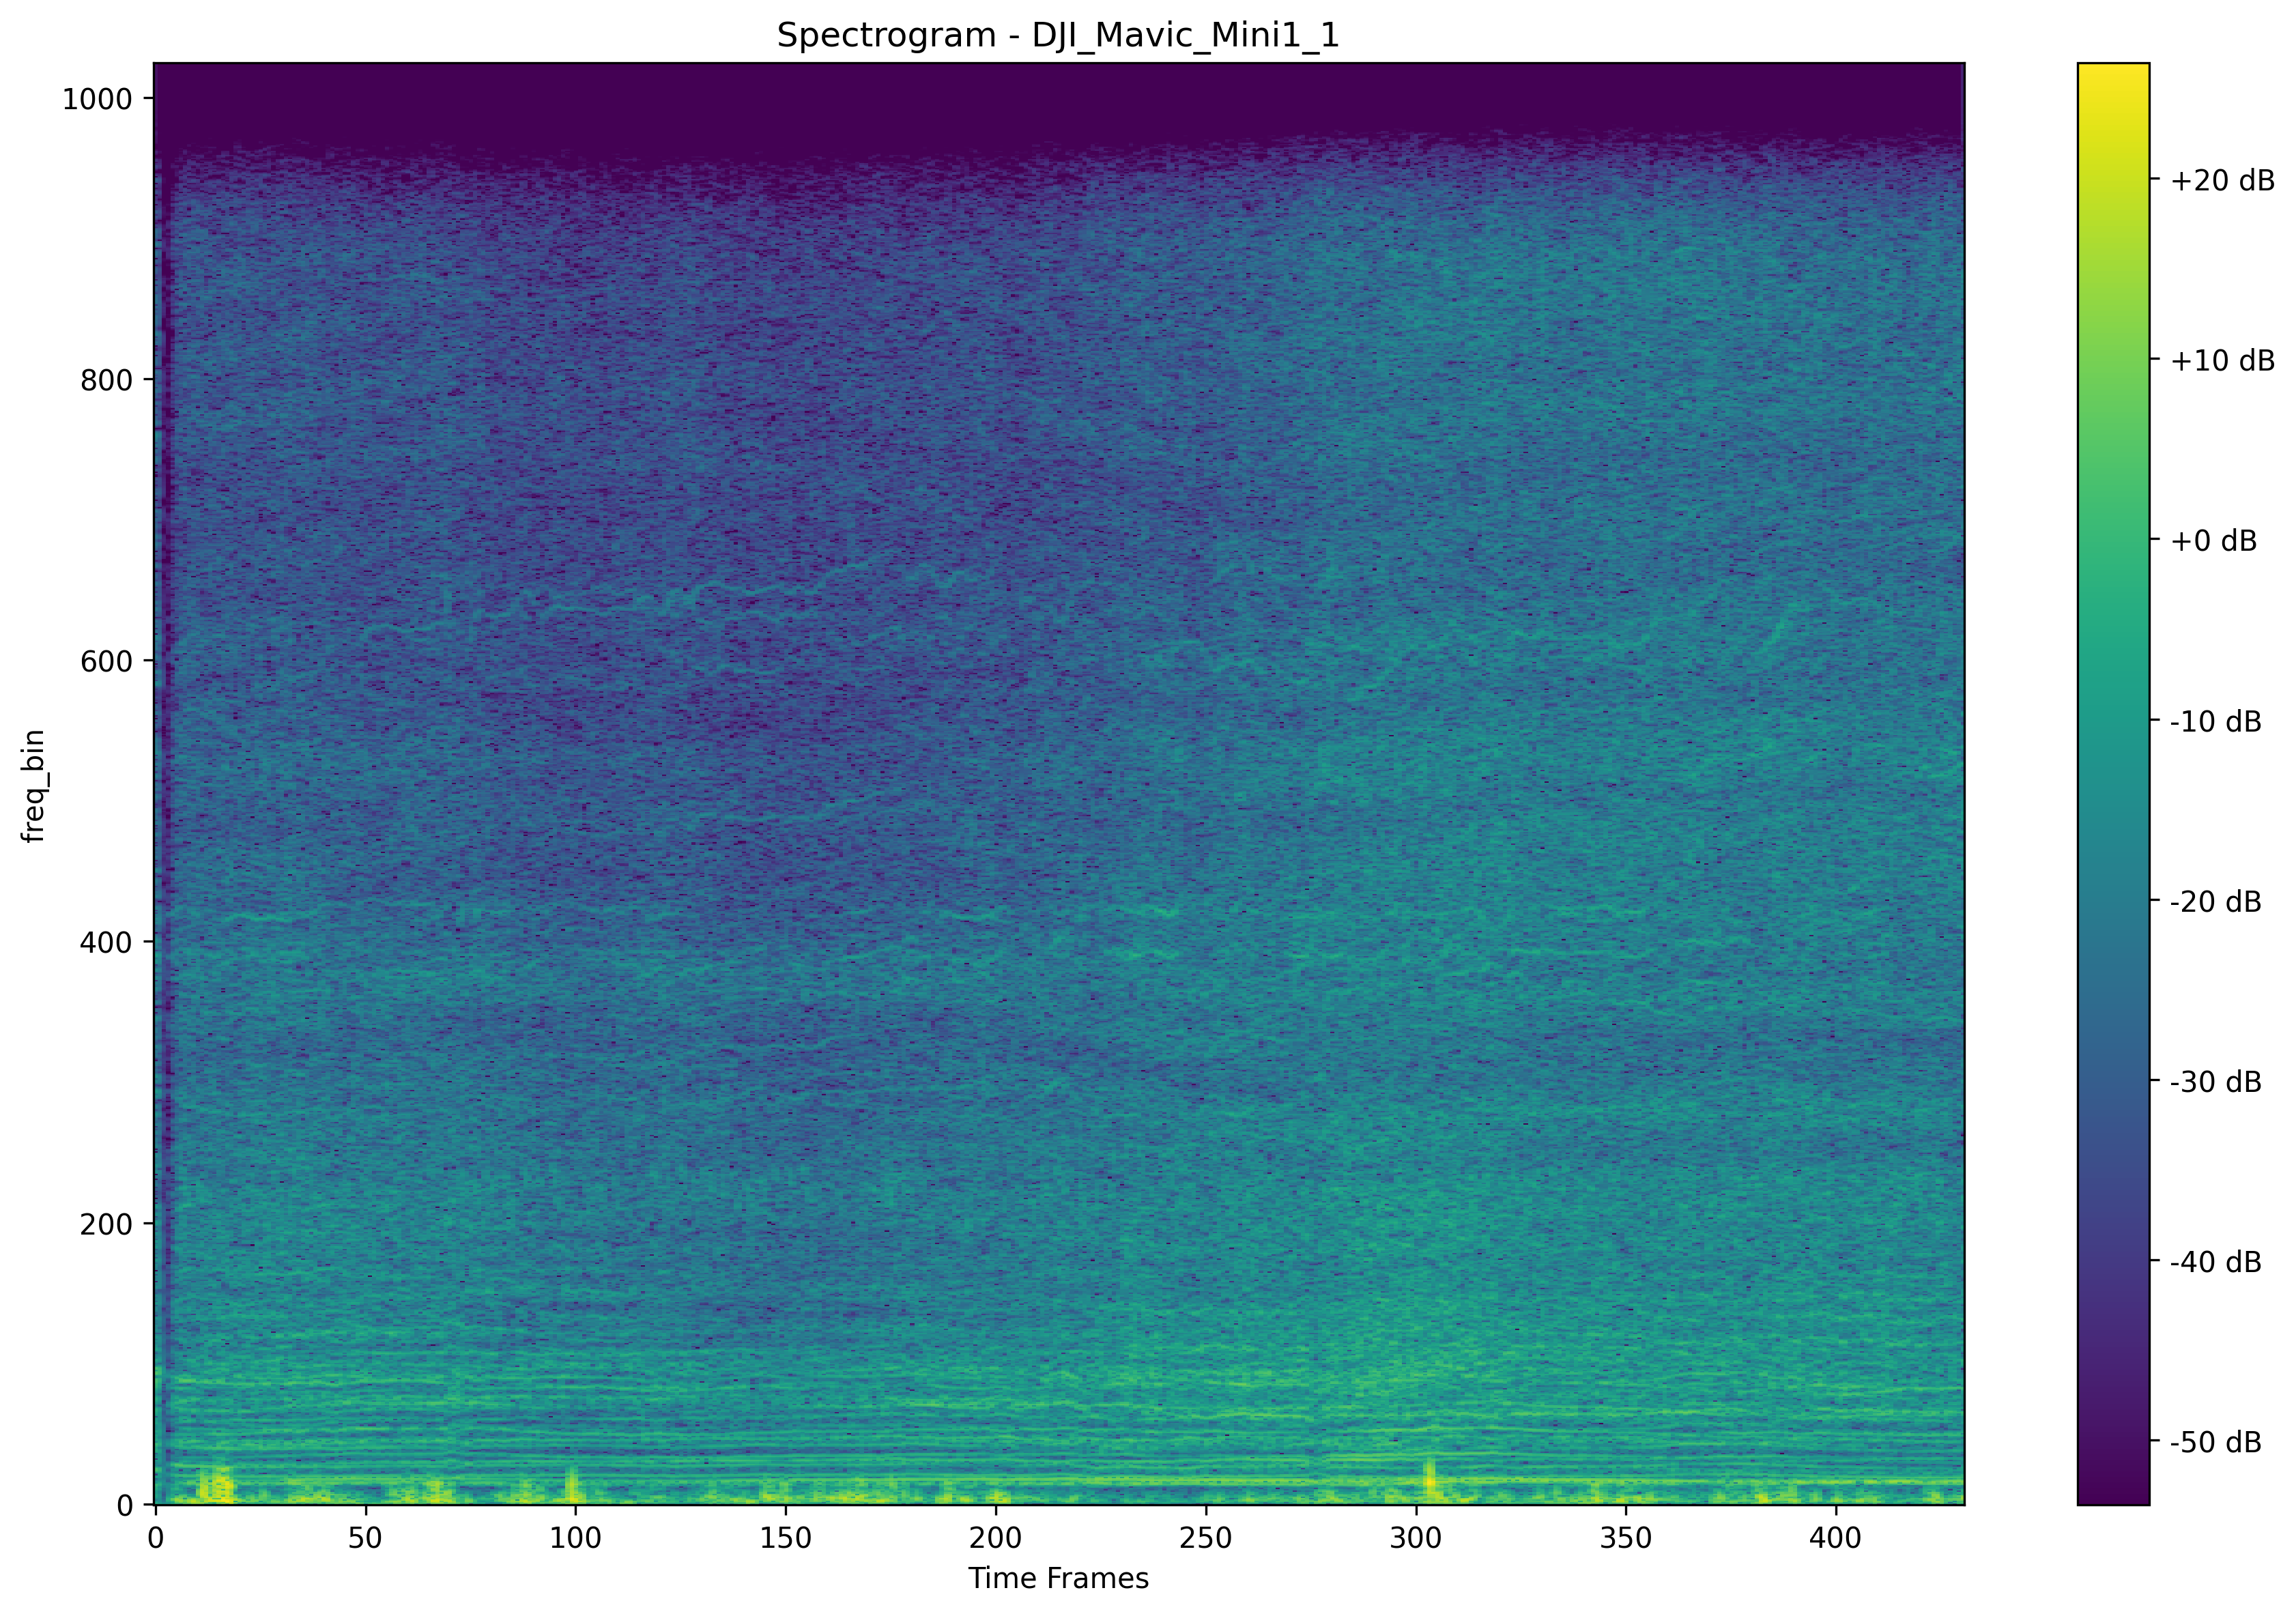 Spectrogram - DJI_Mavic_Mini1_1
1000
800
600
400
200
0
freq_bin
0 50 100 150 200 250 300 350 400
Time Frames
+20 dB
+10 dB
+0 dB
-10 dB
-20 dB
-30 dB
-40 dB
-50 dB